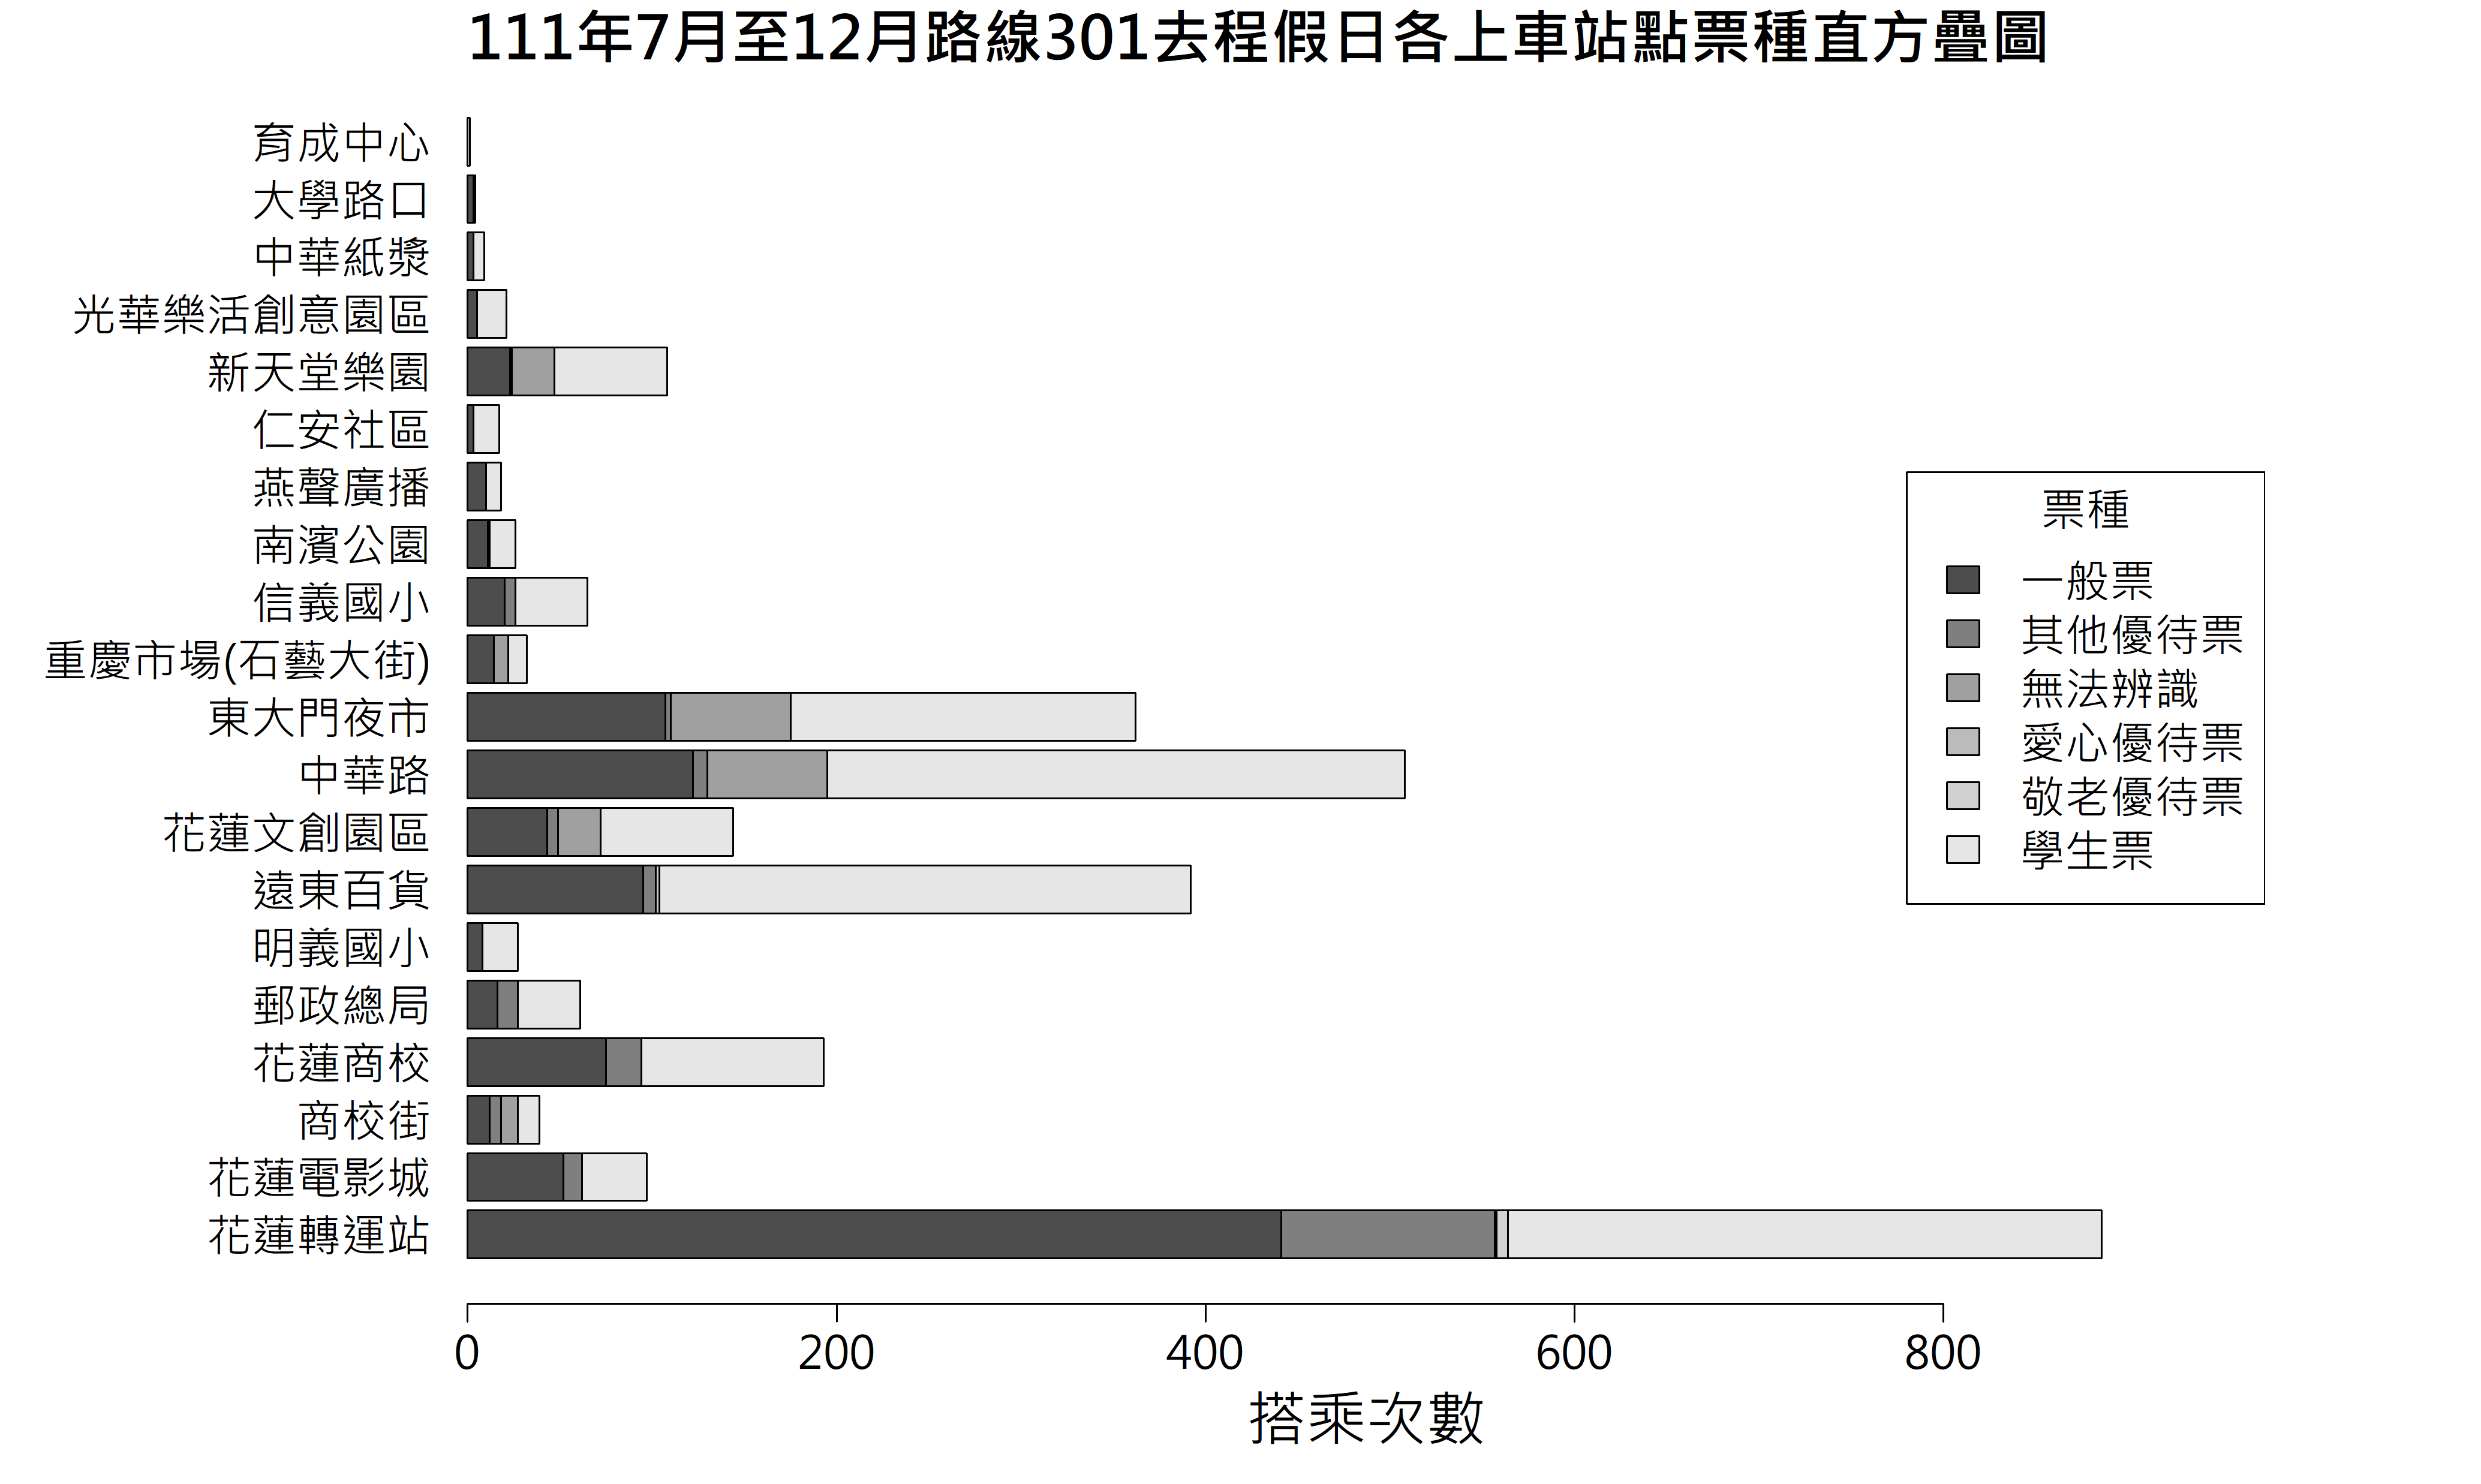 111年7月至12月路線301去程假日各上車站點票種直方疊圖
育成中心
大學路口
中華紙漿
光華樂活創意園區
新天堂樂園
仁安社區
燕聲廣播
南濱公園
信義國小
重慶市場(石藝大街)
東大門夜市
中華路
花蓮文創園區
遠東百貨
明義國小
郵政總局
花蓮商校
商校街
花蓮電影城
花蓮轉運站
票種
一般票
其他優待票
無法辨識
愛心優待票
敬老優待票
學生票
0 200 400 600 800
搭乘次數